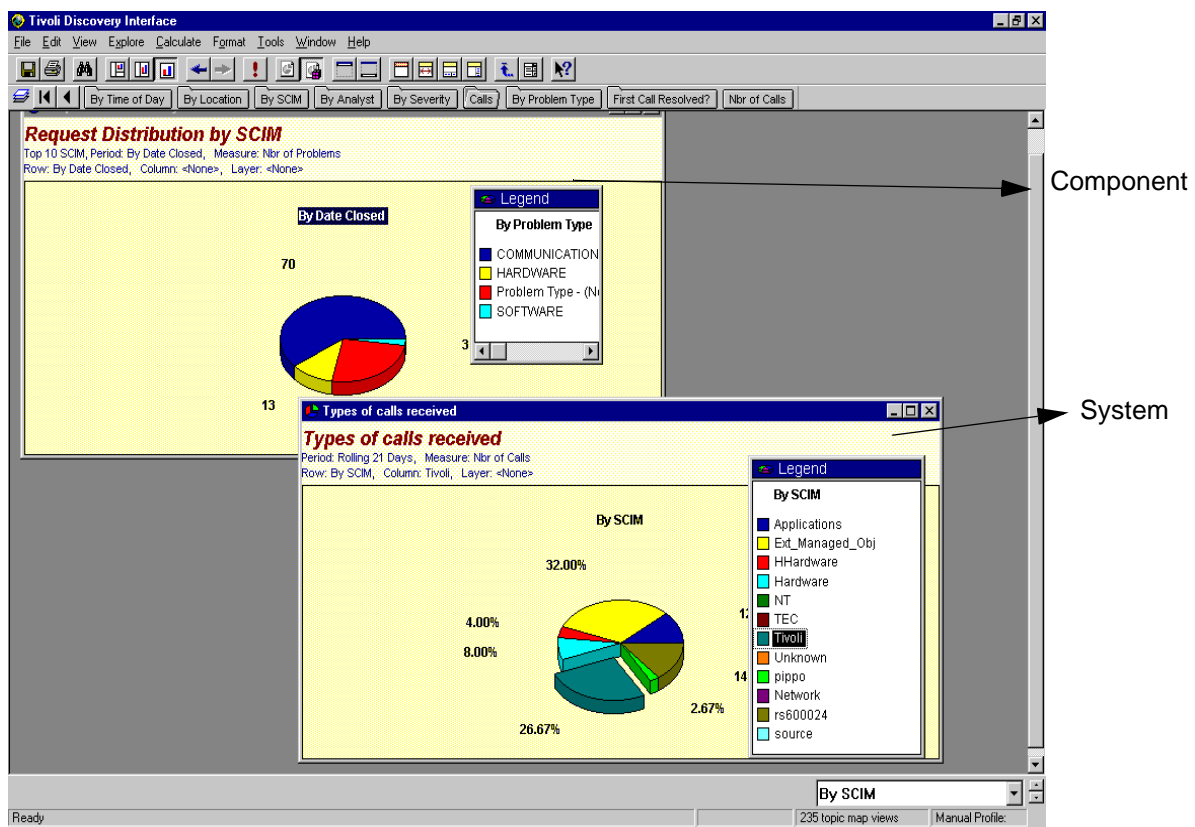 Tivoli Discovery Interface
File Edit View Explore Calculate Format Tools Window Help
By Time of Day By Location By SCIM By Analyst By Severity Calls By Problem Type First Call Resolved? Nbr of Calls
Request Distribution by SCIM
Top 10 SCIM, Period: By Date Closed, Measure: Nbr of Problems
Row: By Date Closed, Column: <None>, Layer: <None>
By Date Closed
70
3
13
Legend
By Problem Type
COMMUNICATION
HARDWARE
Problem Type - (N
SOFTWARE
Component
Types of calls received
Types of calls received
Period: Rolling 21 Days, Measure: Nbr of Calls
Row: By SCIM, Column: Tivoli, Layer: <None>
By SCIM
32.00%
4.00%
8.00%
26.67%
2.67%
14
12
Legend
By SCIM
Applications
Ext_Managed_Obj
HHardware
Hardware
NT
TEC
Tivoli
Unknown
pippo
Network
rs600024
source
System
By SCIM
Ready
235 topic map views
Manual Profile: